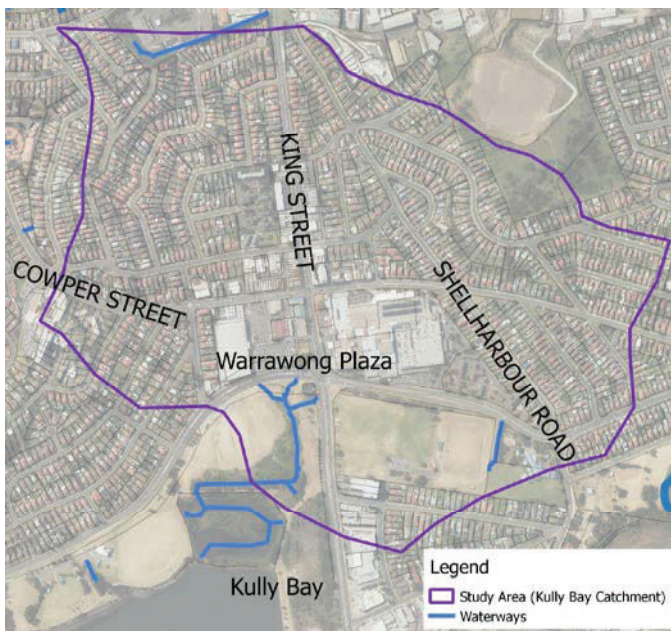 KING STREET
COWPER STREET
SHELLHARBOUR ROAD
Warrawong Plaza
Kully Bay
Legend
Study Area (Kully Bay Catchment)
Waterways